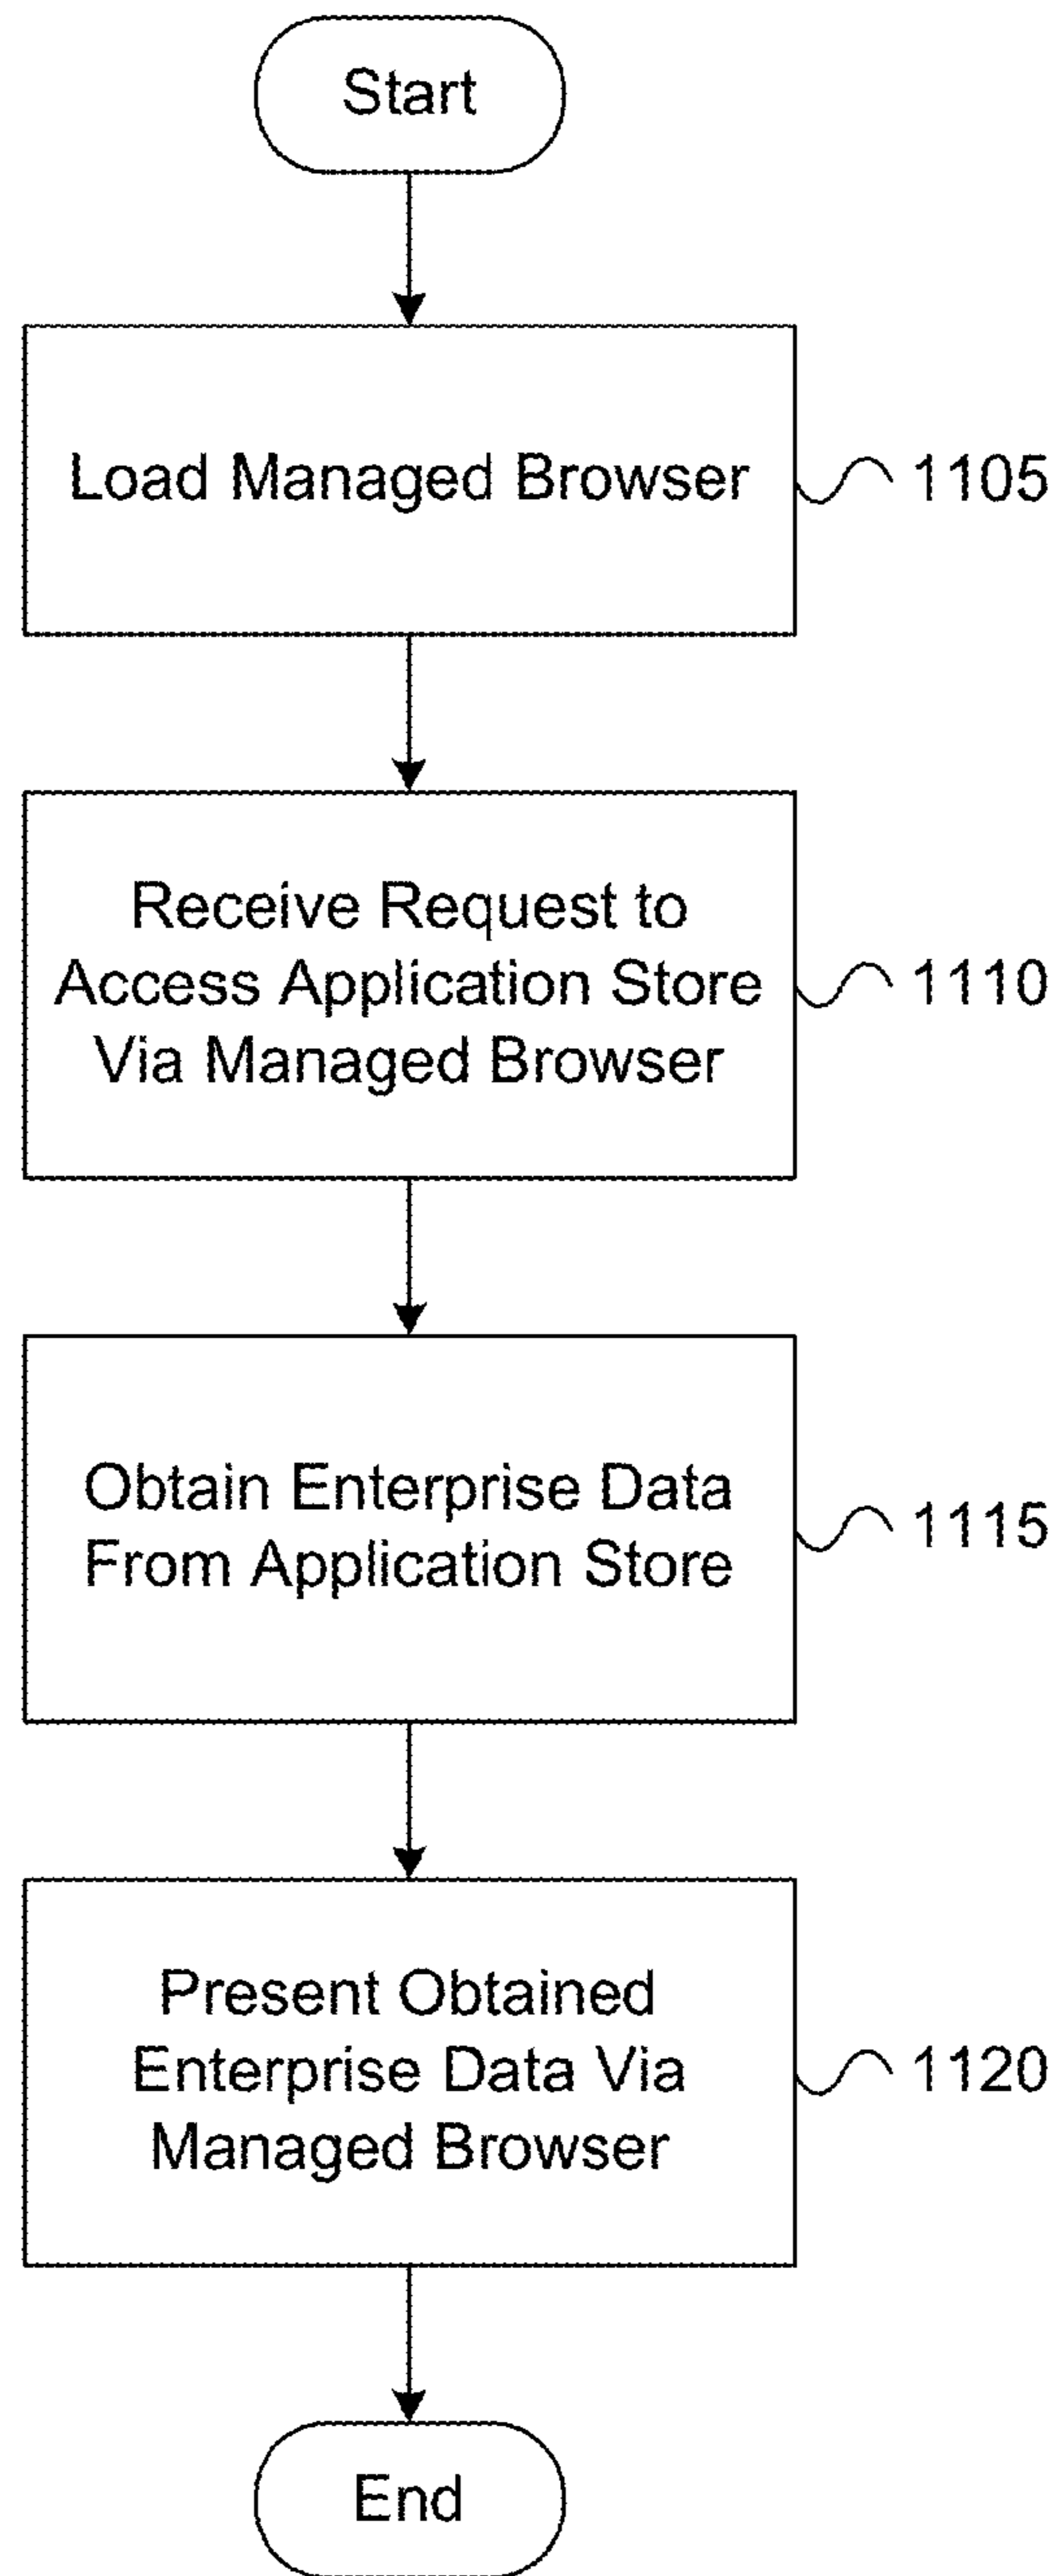 Start
Load Managed Browser
1105
Receive Request to
Access Application Store
Via Managed Browser
1110
Obtain Enterprise Data
From Application Store
1115
Present Obtained
Enterprise Data Via
Managed Browser
1120
End